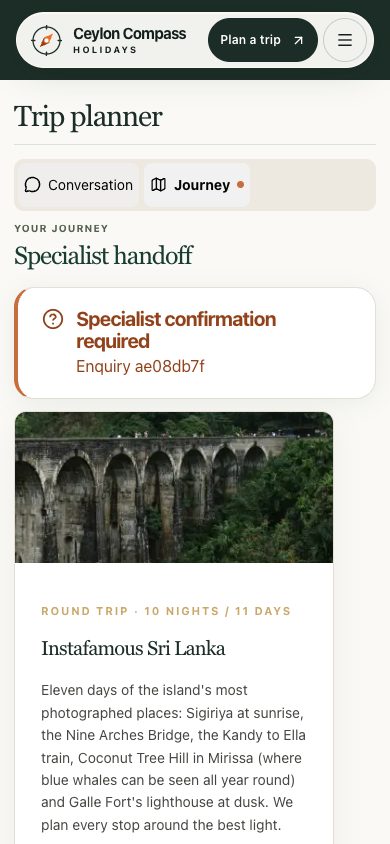 Ceylon Compass
HOLIDAYS
Plan a trip
Trip planner
Conversation
Journey
YOUR JOURNEY
Specialist handoff
Specialist confirmation
required
Enquiry ae08db7f
ROUND TRIP · 10 NIGHTS / 11 DAYS
Instafamous Sri Lanka
Eleven days of the island's most
photographed places: Sigiriya at sunrise,
the Nine Arches Bridge, the Kandy to Ella
train, Coconut Tree Hill in Mirissa (where
blue whales can be seen all year round)
and Galle Fort's lighthouse at dusk. We
plan every stop around the best light.